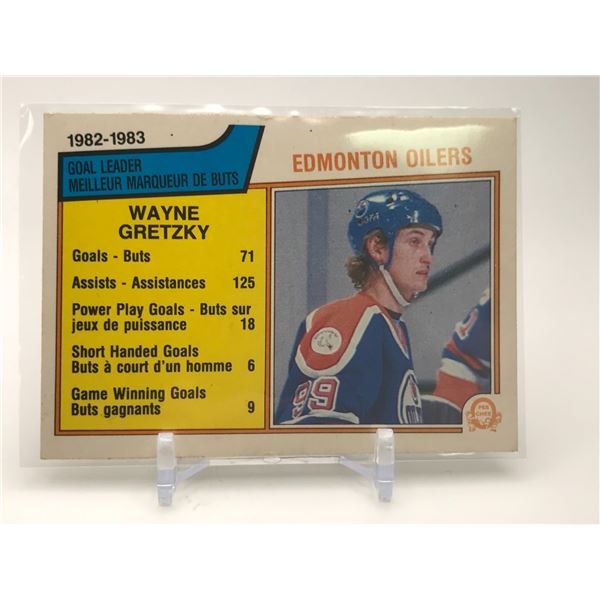 1982-1983
GOAL LEADER
MEILLEUR MARQUEUR DE BUTS
EDMONTON OILERS
WAYNE
GRETZKY
Goals - Buts 71
Assists - Assistances 125
Power Play Goals - Buts sur
jeux de puissance 18
Short Handed Goals
Buts à court d'un homme 6
Game Winning Goals
Buts gagnants 9
99